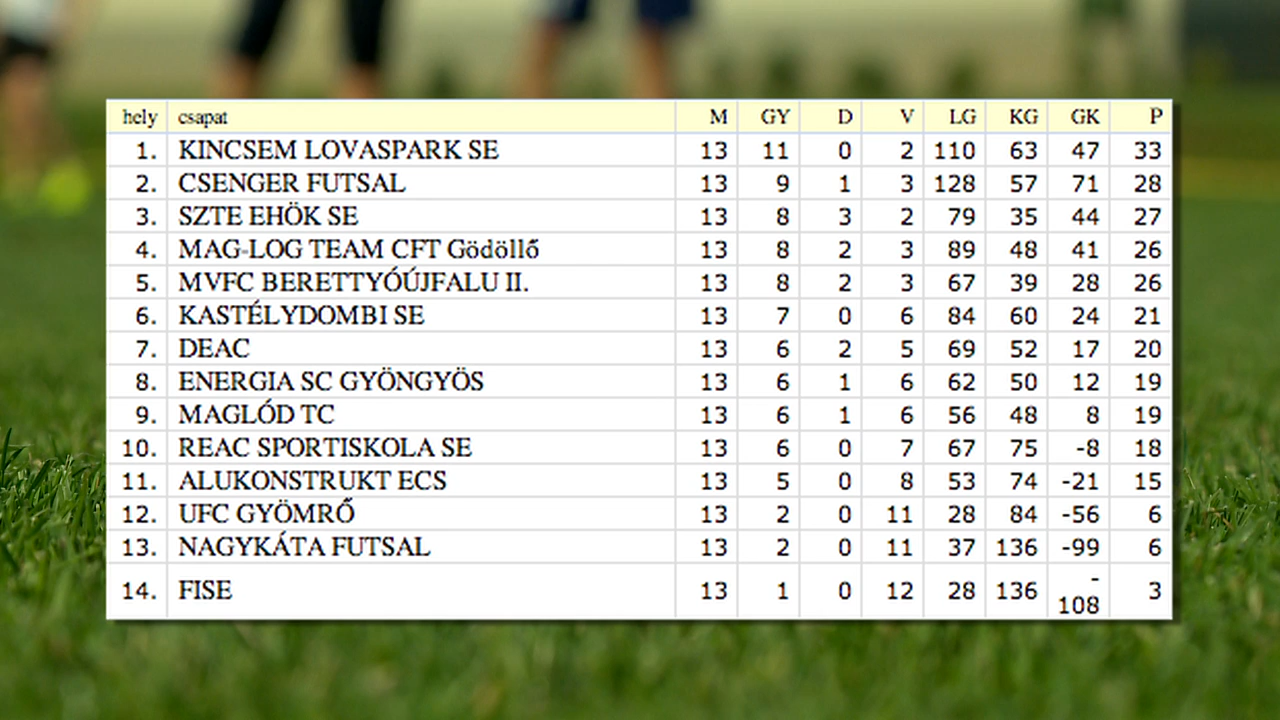 hely csapat M GY D V LG KG GK P
1. KINCSEM LOVASPARK SE 13 11 0 2 110 63 47 33
2. CSENGER FUTSAL 13 9 1 3 128 57 71 28
3. SZTE EHÖK SE 13 8 3 2 79 35 44 27
4. MAG-LOG TEAM CFT Gödöllő 13 8 2 3 89 48 41 26
5. MVFC BERETTYÓÚJFALU II. 13 8 2 3 67 39 28 26
6. KASTÉLYDOMBI SE 13 7 0 6 84 60 24 21
7. DEAC 13 6 2 5 69 52 17 20
8. ENERGIA SC GYÖNGYÖS 13 6 1 6 62 50 12 19
9. MAGLÓD TC 13 6 1 6 56 48 8 19
10. REAC SPORTISKOLA SE 13 6 0 7 67 75 -8 18
11. ALUKONSTRUKT ECS 13 5 0 8 53 74 -21 15
12. UFC GYÖMRŐ 13 2 0 11 28 84 -56 6
13. NAGYKÁTA FUTSAL 13 2 0 11 37 136 -99 6
14. FISE 13 1 0 12 28 136 -108 3